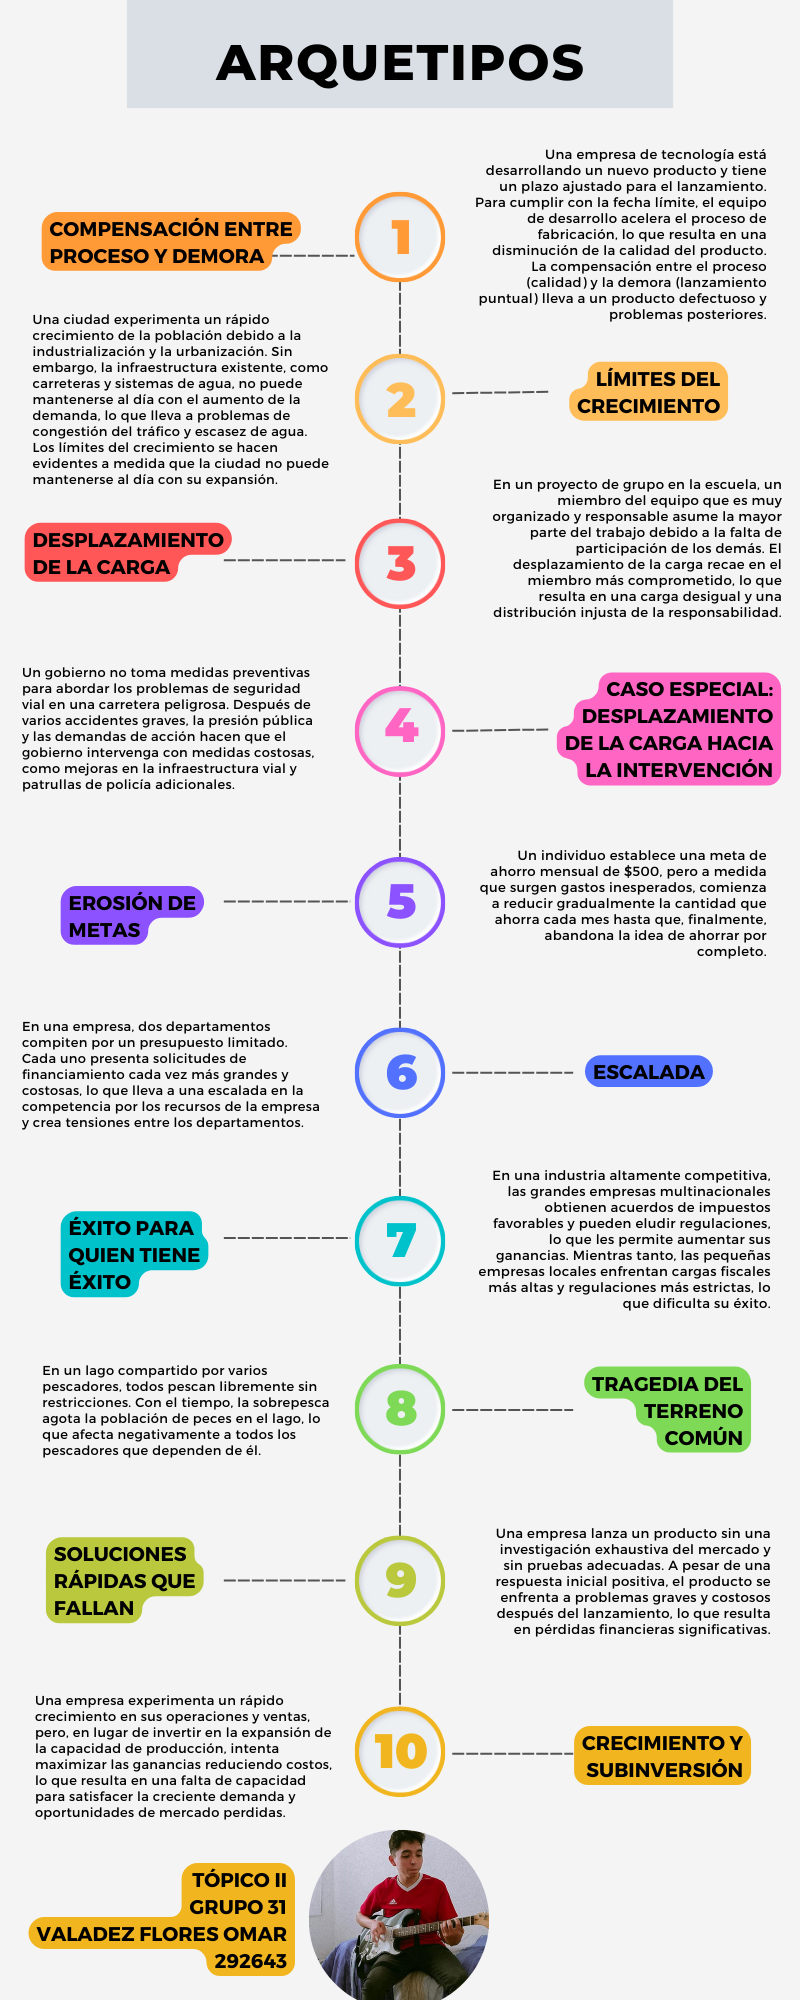 ARQUETIPOS
COMPENSACIÓN ENTRE
PROCESO Y DEMORA
1
Una empresa de tecnología está
desarrollando un nuevo producto y tiene
un plazo ajustado para el lanzamiento.
Para cumplir con la fecha límite, el equipo
de desarrollo acelera el proceso de
fabricación, lo que resulta en una
disminución de la calidad del producto.
La compensación entre el proceso
(calidad) y la demora (lanzamiento
puntual) lleva a un producto defectuoso y
problemas posteriores.
Una ciudad experimenta un rápido
crecimiento de la población debido a la
industrialización y la urbanización. Sin
embargo, la infraestructura existente, como
carreteras y sistemas de agua, no puede
mantenerse al día con el aumento de la
demanda, lo que lleva a problemas de
congestión del tráfico y escasez de agua.
Los límites del crecimiento se hacen
evidentes a medida que la ciudad no puede
mantenerse al día con su expansión.
2
LÍMITES DEL
CRECIMIENTO
DESPLAZAMIENTO
DE LA CARGA
3
En un proyecto de grupo en la escuela, un
miembro del equipo que es muy
organizado y responsable asume la mayor
parte del trabajo debido a la falta de
participación de los demás. El
desplazamiento de la carga recae en el
miembro más comprometido, lo que
resulta en una carga desigual y una
distribución injusta de la responsabilidad.
Un gobierno no toma medidas preventivas
para abordar los problemas de seguridad
vial en una carretera peligrosa. Después de
varios accidentes graves, la presión pública
y las demandas de acción hacen que el
gobierno intervenga con medidas costosas,
como mejoras en la infraestructura vial y
patrullas de policía adicionales.
4
CASO ESPECIAL:
DESPLAZAMIENTO
DE LA CARGA HACIA
LA INTERVENCIÓN
EROSIÓN DE
METAS
5
Un individuo establece una meta de
ahorro mensual de $500, pero a medida
que surgen gastos inesperados, comienza
a reducir gradualmente la cantidad que
ahorra cada mes hasta que, finalmente,
abandona la idea de ahorrar por
completo.
En una empresa, dos departamentos
compiten por un presupuesto limitado.
Cada uno presenta solicitudes de
financiamiento cada vez más grandes y
costosas, lo que lleva a una escalada en la
competencia por los recursos de la empresa
y crea tensiones entre los departamentos.
6
ESCALADA
ÉXITO PARA
QUIEN TIENE
ÉXITO
7
En una industria altamente competitiva,
las grandes empresas multinacionales
obtienen acuerdos de impuestos
favorables y pueden eludir regulaciones,
lo que les permite aumentar sus
ganancias. Mientras tanto, las pequeñas
empresas locales enfrentan cargas fiscales
más altas y regulaciones más estrictas, lo
que dificulta su éxito.
En un lago compartido por varios
pescadores, todos pescan libremente sin
restricciones. Con el tiempo, la sobrepesca
agota la población de peces en el lago, lo
que afecta negativamente a todos los
pescadores que dependen de él.
8
TRAGEDIA DEL
TERRENO
COMÚN
SOLUCIONES
RÁPIDAS QUE
FALLAN
9
Una empresa lanza un producto sin una
investigación exhaustiva del mercado y
sin pruebas adecuadas. A pesar de una
respuesta inicial positiva, el producto se
enfrenta a problemas graves y costosos
después del lanzamiento, lo que resulta
en pérdidas financieras significativas.
Una empresa experimenta un rápido
crecimiento en sus operaciones y ventas,
pero, en lugar de invertir en la expansión de
la capacidad de producción, intenta
maximizar las ganancias reduciendo costos,
lo que resulta en una falta de capacidad
para satisfacer la creciente demanda y
oportunidades de mercado perdidas.
10
CRECIMIENTO Y
SUBINVERSIÓN
TÓPICO II
GRUPO 31
VALADEZ FLORES OMAR
292643